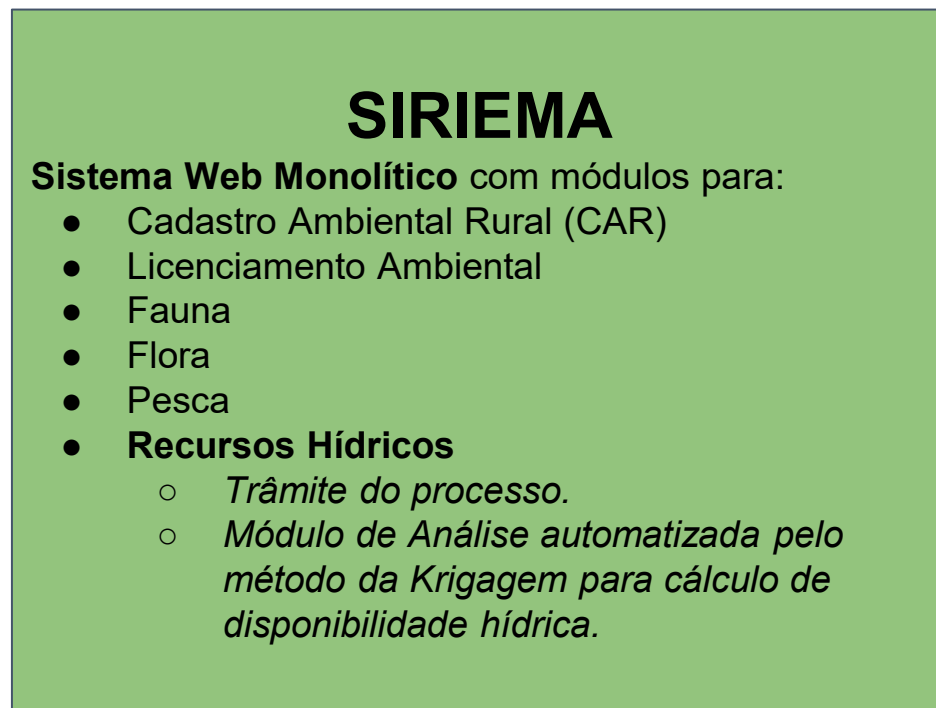 SIRIEMA
Sistema Web Monolítico com módulos para:
● Cadastro Ambiental Rural (CAR)
● Licenciamento Ambiental
● Fauna
● Flora
● Pesca
● Recursos Hídricos
○ Trâmite do processo.
○ Módulo de Análise automatizada pelo
método da Krigagem para cálculo de
disponibilidade hídrica.